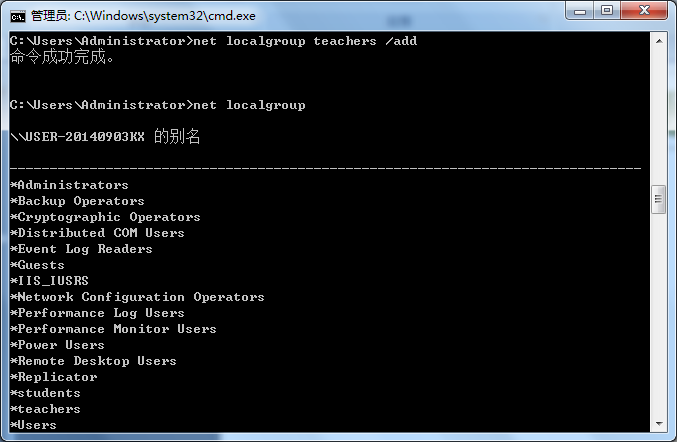 管理员: C:\Windows\system32\cmd.exe
C:\Users\Administrator>net localgroup teachers /add
命令成功完成。
C:\Users\Administrator>net localgroup
\\USER-20140903KX 的别名
-------------------------------------------------------------------------------
*Administrators
*Backup Operators
*Cryptographic Operators
*Distributed COM Users
*Event Log Readers
*Guests
*IIS_IUSRS
*Network Configuration Operators
*Performance Log Users
*Performance Monitor Users
*Power Users
*Remote Desktop Users
*Replicator
*students
*teachers
*Users